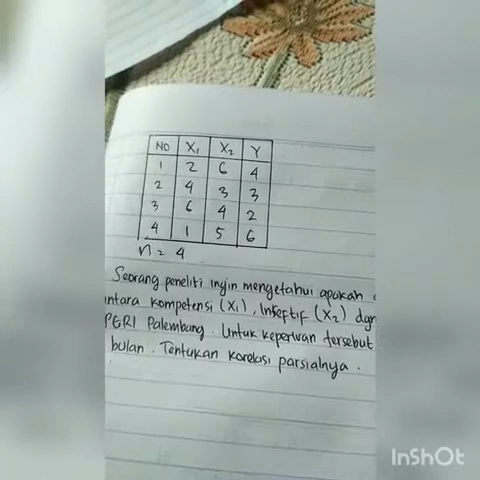 NO X₁ X₂ Y
1 2 6 4
2 4 3 3
3 6 4 2
4 1 5 6
n = 4
Seorang peneliti ingin mengetahui apakah
antara kompetensi (X₁), Inseftif (X₂) dgn
PERI Palembang. Untuk keperluan tersebut
bulan. Tentukan korelasi parsialnya.
InShOt